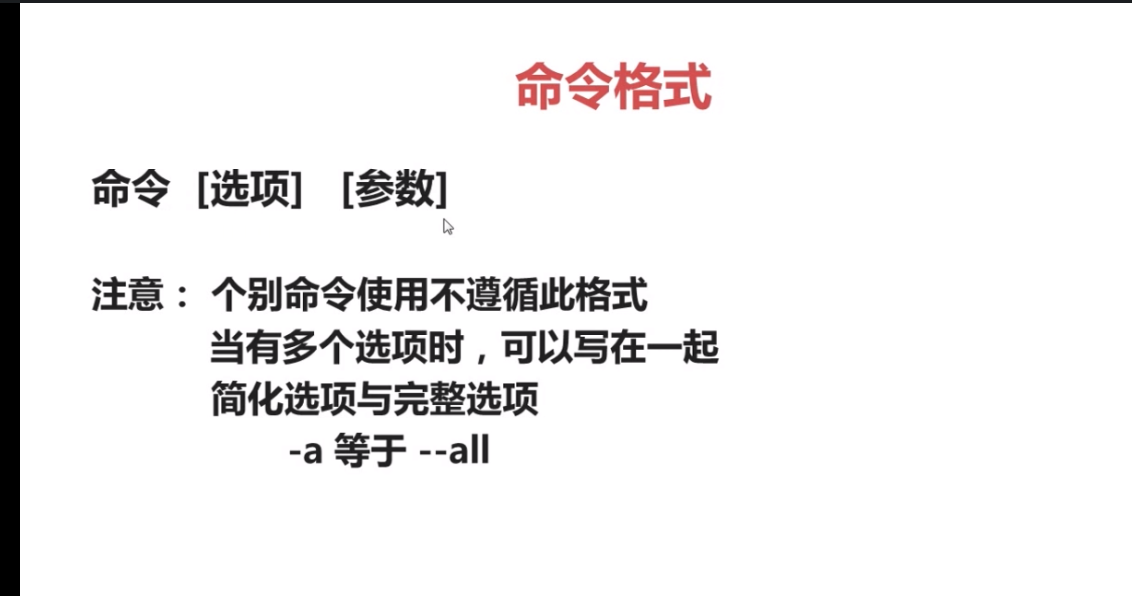 命令格式
命令 [选项] [参数]
注意： 个别命令使用不遵循此格式
当有多个选项时，可以写在一起
简化选项与完整选项
-a 等于 --all